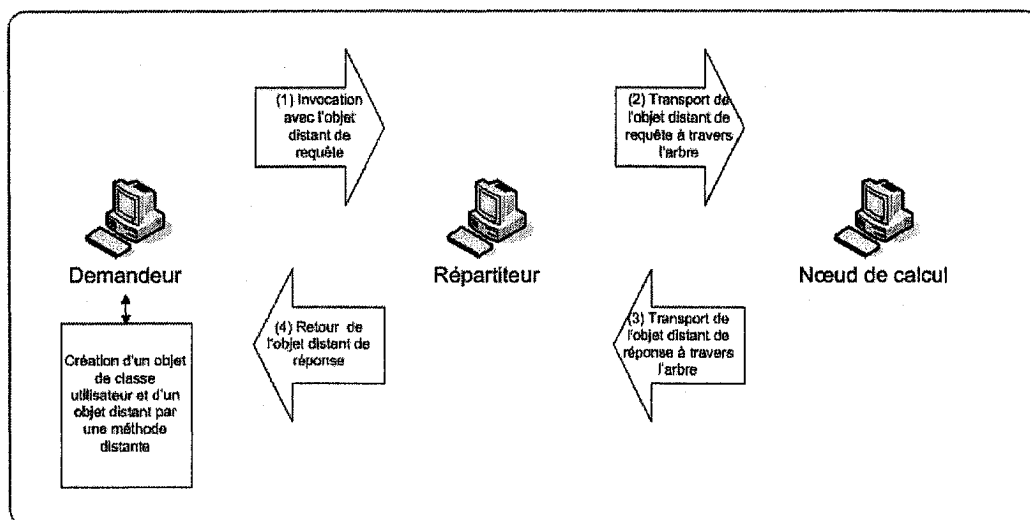 (1) Invocation
avec l'objet
distant de
requête
(2) Transport de
l'objet distant de
requête à travers
l'arbre
Demandeur
Répartiteur
Nœud de calcul
(4) Retour de
l'objet distant de
réponse
(3) Transport de
l'objet distant de
réponse à travers
l'arbre
Création d'un objet
de classe
utilisateur et d'un
objet distant par
une méthode
distante